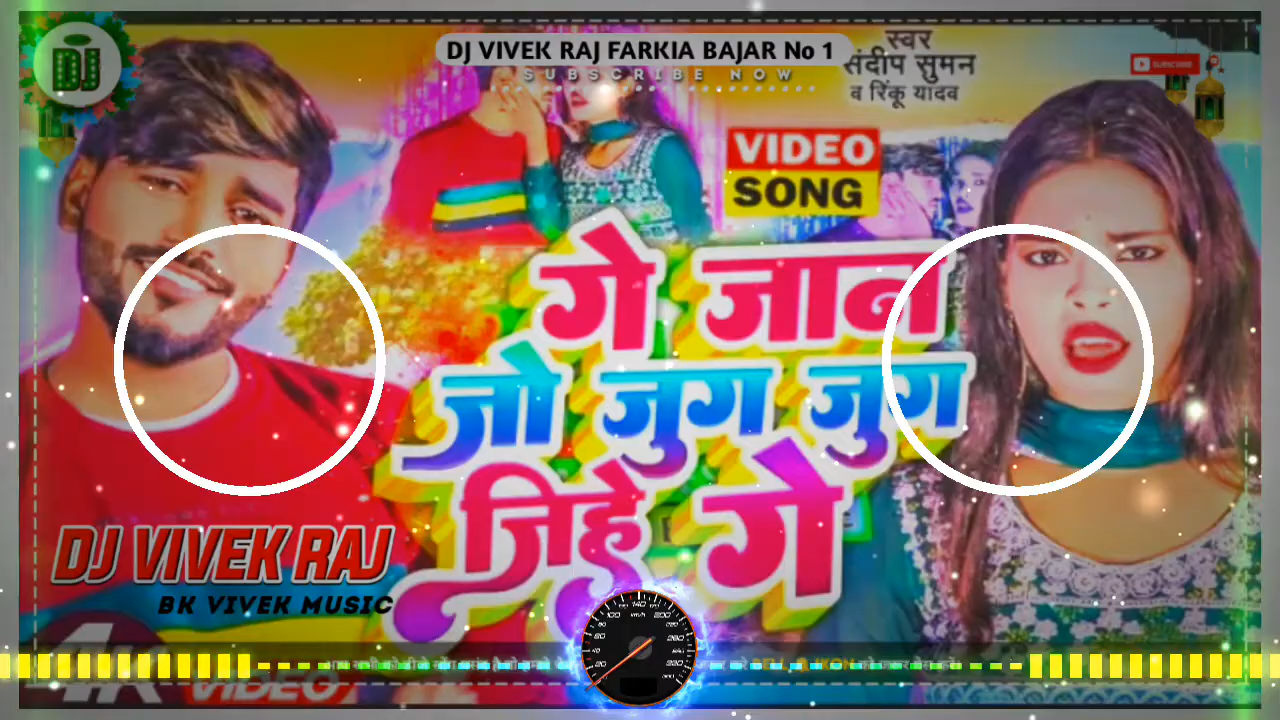 DJ
DJ VIVEK RAJ FARKIA BAJAR No 1
SUBSCRIBE NOW
स्वर
संदीप सुमन
व रिंकू यादव
SUBSCRIBE
VIDEO
SONG
गे जान
जो जुग जुग
जिहे गे
DJ VIVEK RAJ
BK VIVEK MUSIC
4K VIDEO